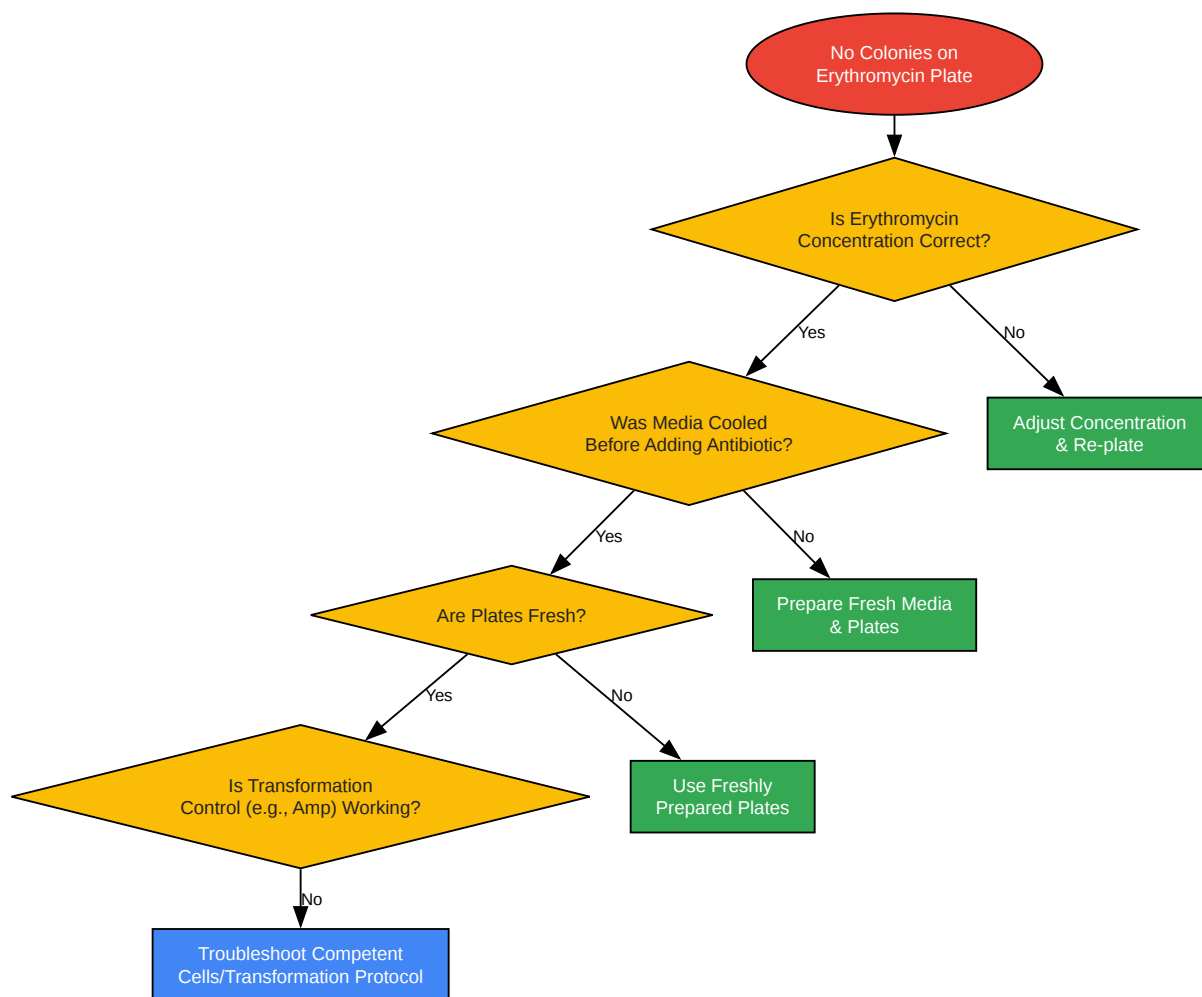 No Colonies on
Erythromycin Plate
Is Erythromycin
Concentration Correct?
Yes
No
Was Media Cooled
Before Adding Antibiotic?
Adjust Concentration
& Re-plate
Yes
No
Are Plates Fresh?
Prepare Fresh Media
& Plates
Yes
No
Is Transformation
Control (e.g., Amp) Working?
Use Freshly
Prepared Plates
No
Troubleshoot Competent
Cells/Transformation Protocol